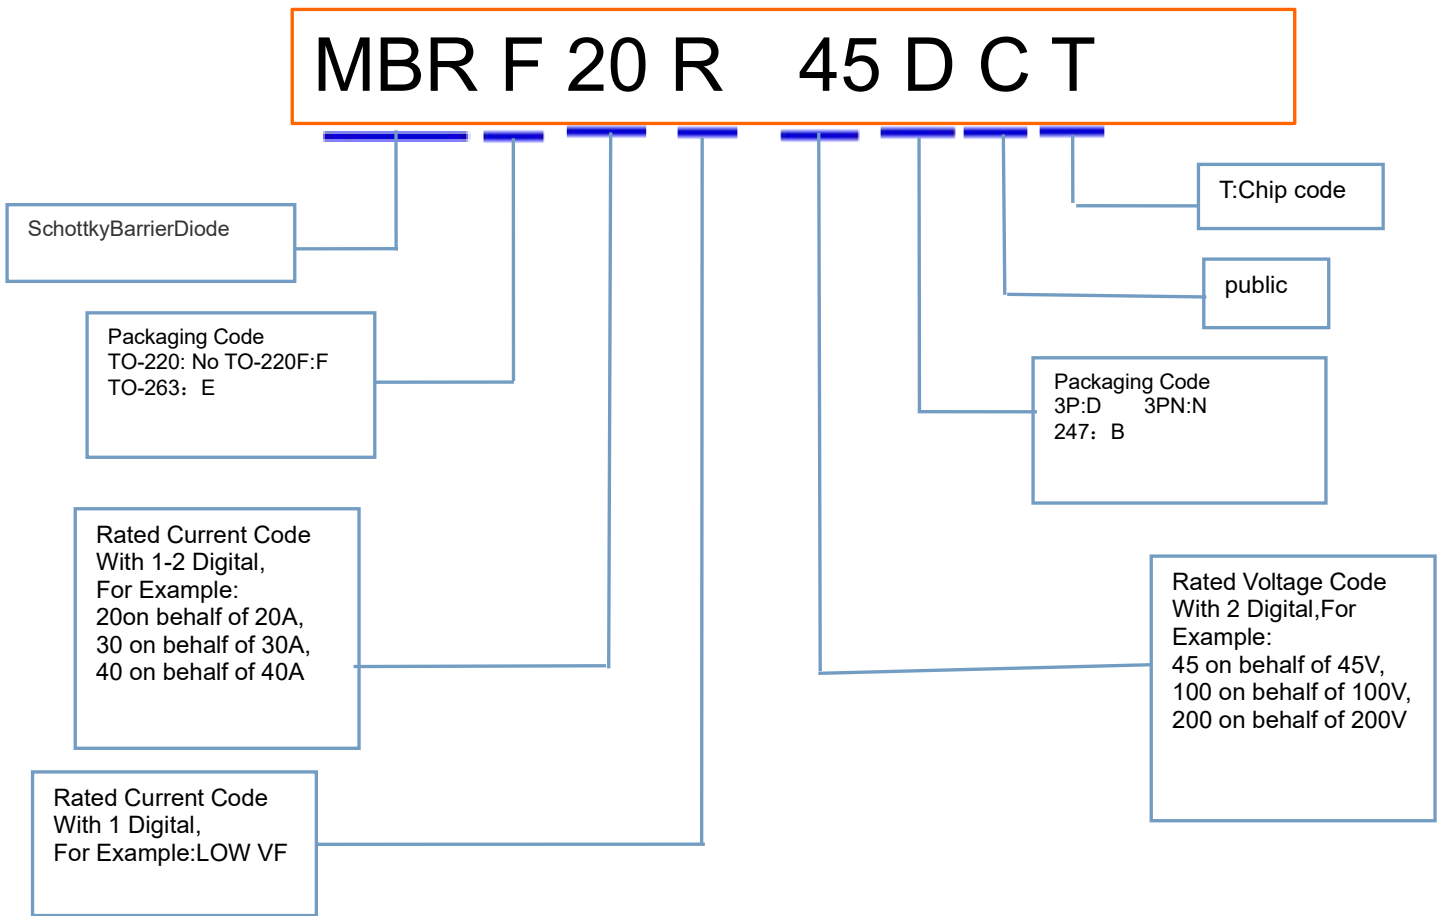 MBR F 20 R 45 D C T
T:Chip code
SchottkyBarrierDiode
public
Packaging Code
TO-220: No TO-220F:F
TO-263：E
Packaging Code
3P:D 3PN:N
247：B
Rated Current Code
With 1-2 Digital,
For Example:
20on behalf of 20A,
30 on behalf of 30A,
40 on behalf of 40A
Rated Voltage Code
With 2 Digital,For
Example:
45 on behalf of 45V,
100 on behalf of 100V,
200 on behalf of 200V
Rated Current Code
With 1 Digital,
For Example:LOW VF